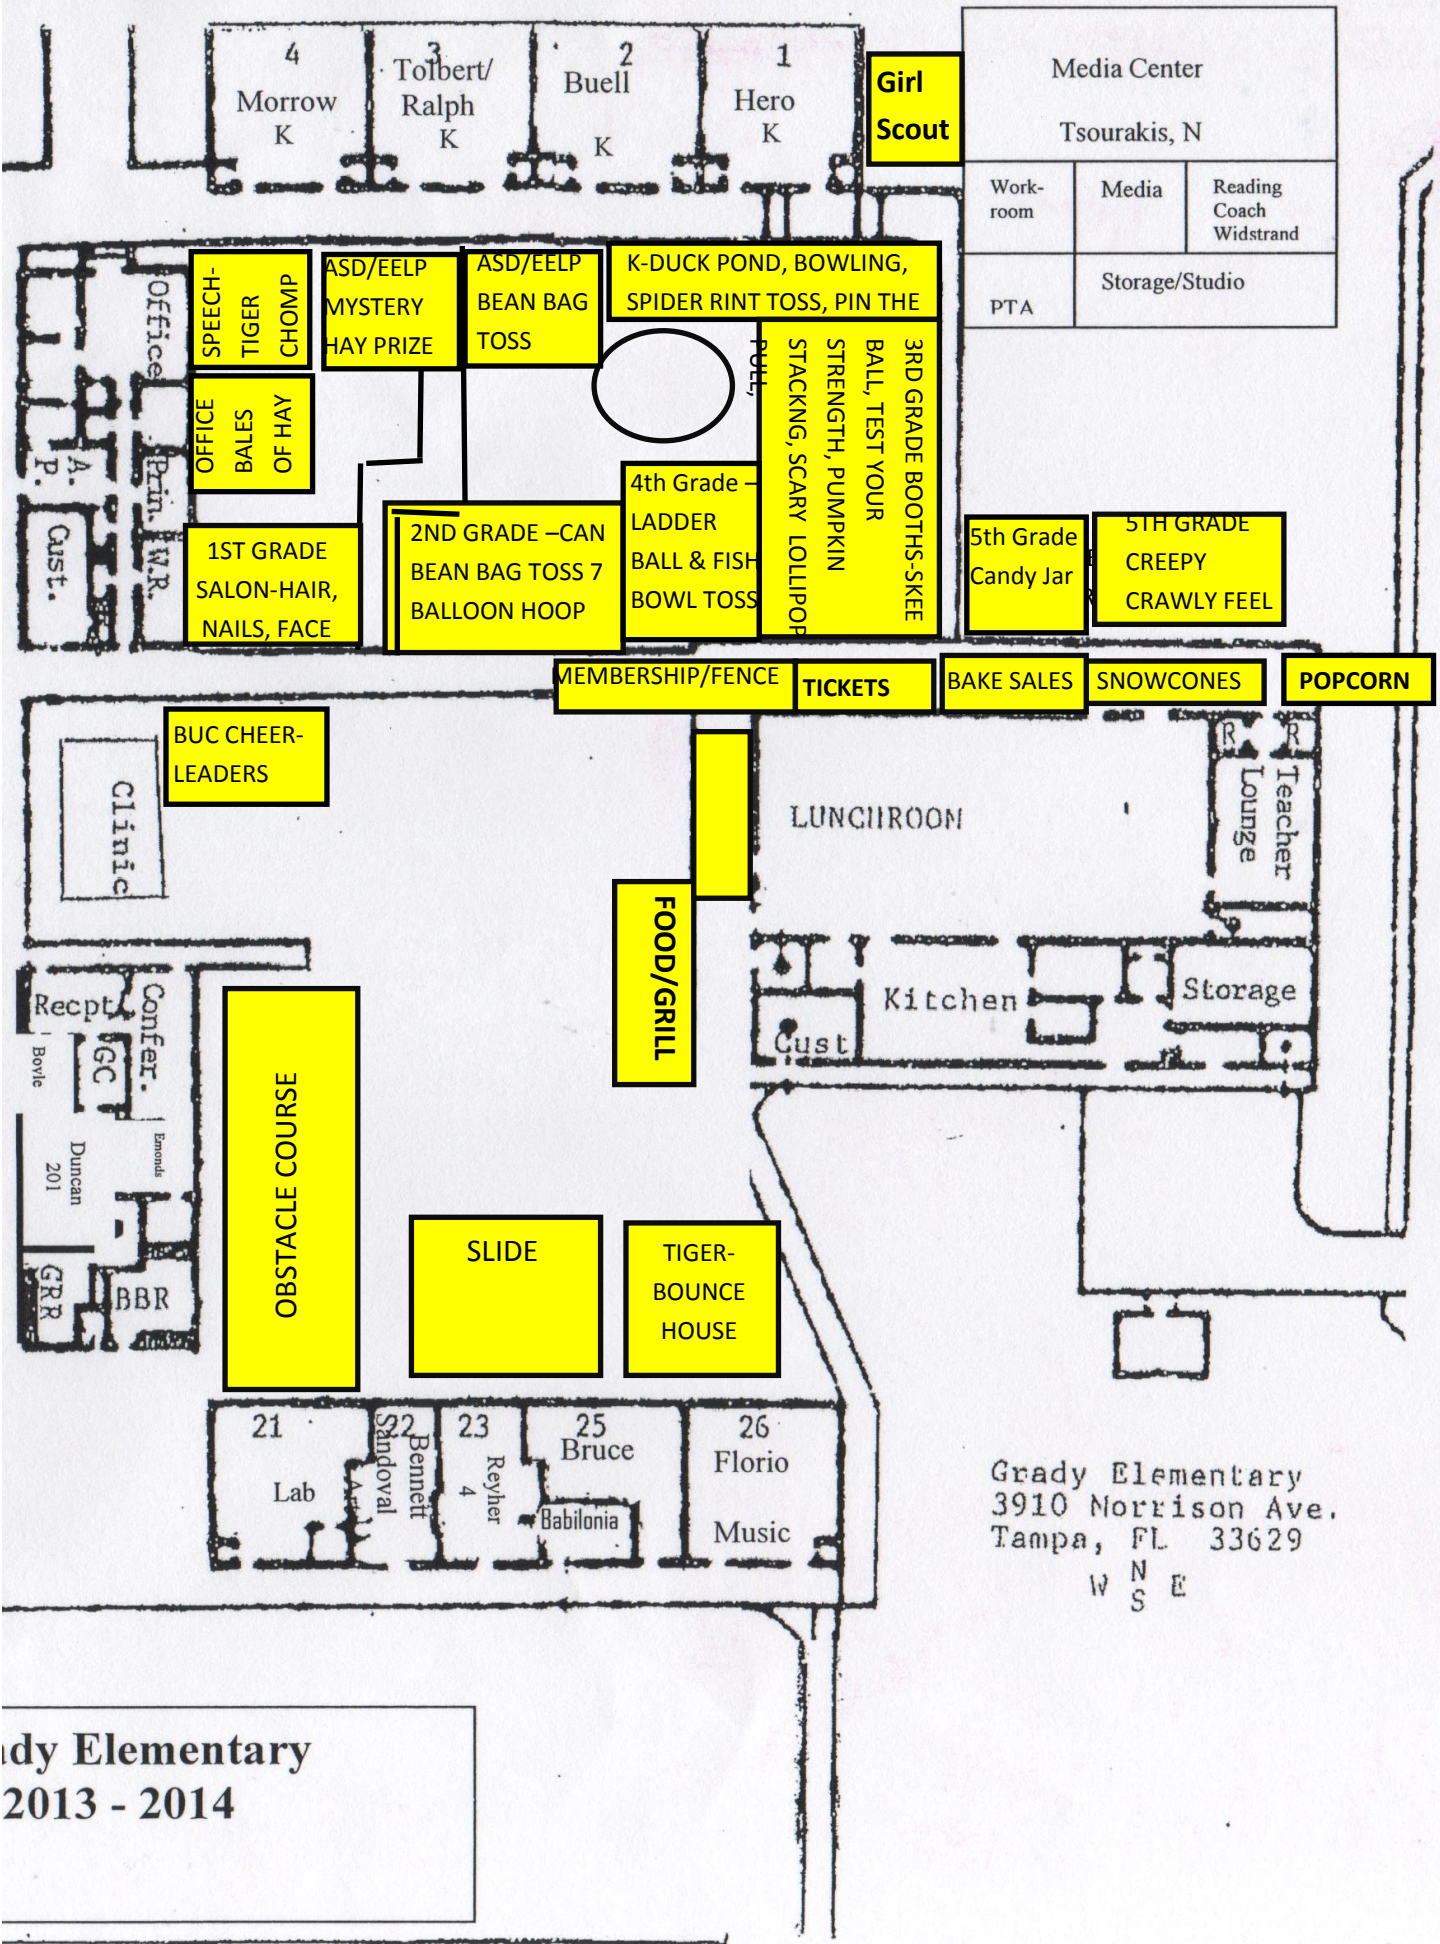 4
Morrow
K
3
Tolbert/
Ralph
K
2
Buell
K
1
Hero
K
Girl
Scout
Media Center
Tsourakis, N
Work-
room
Media
Reading
Coach
Widstrand
PTA
Storage/Studio
Office
SPEECH-
TIGER
CHOMP
ASD/EELP
MYSTERY
HAY PRIZE
ASD/EELP
BEAN BAG
TOSS
K-DUCK POND, BOWLING,
SPIDER RINT TOSS, PIN THE
3RD GRADE BOOTHS-SKEE
BALL, TEST YOUR
STRENGTH, PUMPKIN
STACKNG, SCARY LOLLIPOP
PULL,
OFFICE
BALES
OF HAY
A.
P.
Prin.
W.R.
Cust.
1ST GRADE
SALON-HAIR,
NAILS, FACE
2ND GRADE –CAN
BEAN BAG TOSS 7
BALLOON HOOP
4th Grade –
LADDER
BALL & FISH
BOWL TOSS
5th Grade
Candy Jar
5TH GRADE
CREEPY
CRAWLY FEEL
MEMBERSHIP/FENCE
TICKETS
BAKE SALES
SNOWCONES
POPCORN
BUC CHEER-
LEADERS
Clinic
LUNCHROOM
R
R
Teacher
Lounge
FOOD/GRILL
Kitchen
Storage
Cust
Recpt
Confer.
GC
Boyle
Duncan
201
Emonds
GRR
BBR
OBSTACLE COURSE
SLIDE
TIGER-
BOUNCE
HOUSE
21
Lab
22
Bennett
Sandoval
Art
23
Reyher
4
25
Bruce
Babilonia
26
Florio
Music
Grady Elementary
3910 Morrison Ave.
Tampa, FL 33629
N
W E
S
ady Elementary
2013 - 2014